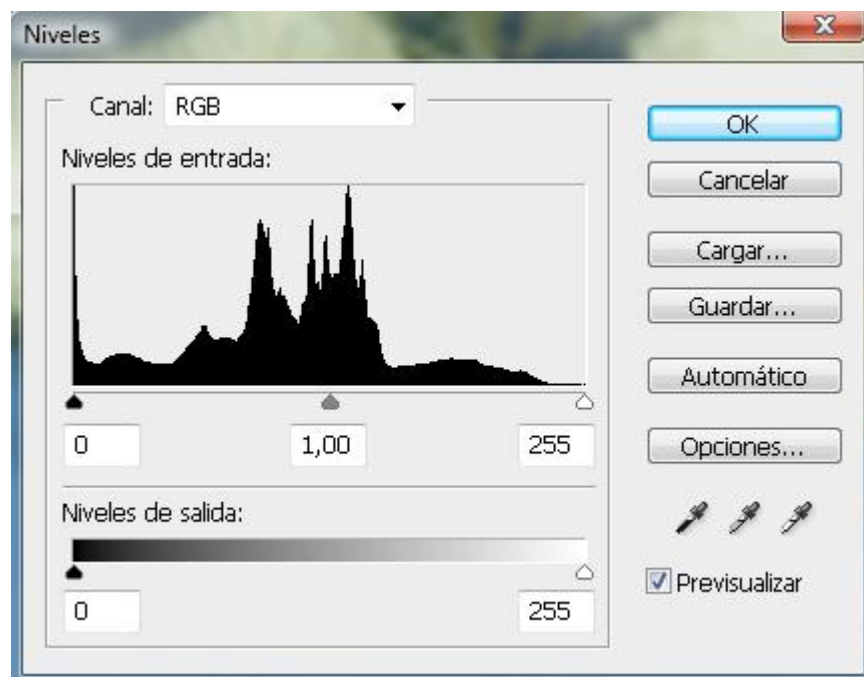 Niveles
Canal: RGB
OK
Niveles de entrada:
Cancelar
Cargar...
Guardar...
Automático
0 1,00 255
Opciones...
Niveles de salida:
Previsualizar
0 255